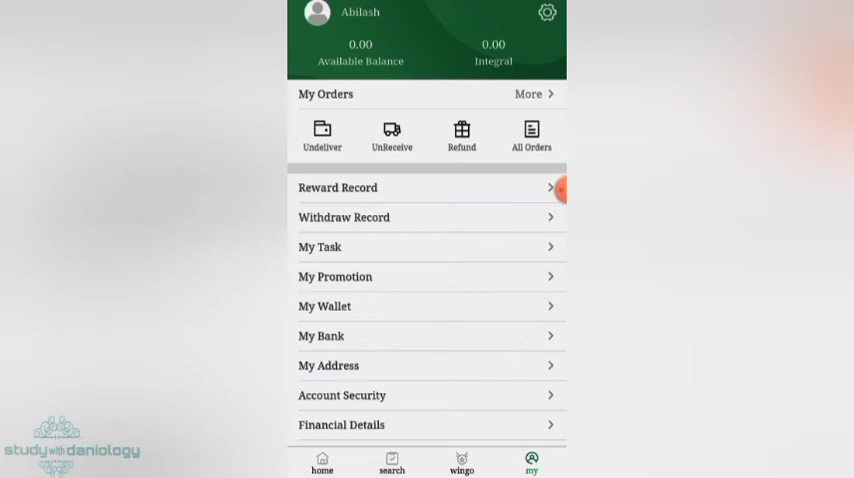 Abilash
0.00 0.00
Available Balance Integral
My Orders More
Undeliver UnReceive Refund All Orders
Reward Record
Withdraw Record
My Task
My Promotion
My Wallet
My Bank
My Address
Account Security
Financial Details
home search wingo my
study with daniology